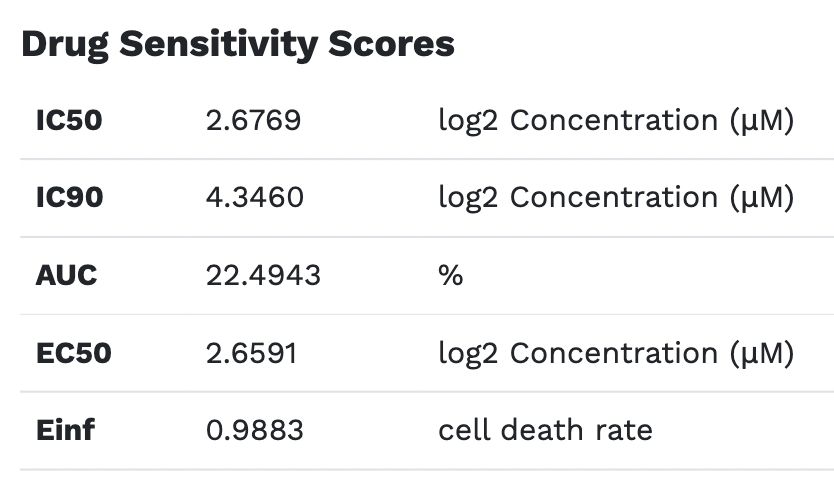 Drug Sensitivity Scores
IC50 2.6769 log2 Concentration (µM)
IC90 4.3460 log2 Concentration (µM)
AUC 22.4943 %
EC50 2.6591 log2 Concentration (µM)
Einf 0.9883 cell death rate